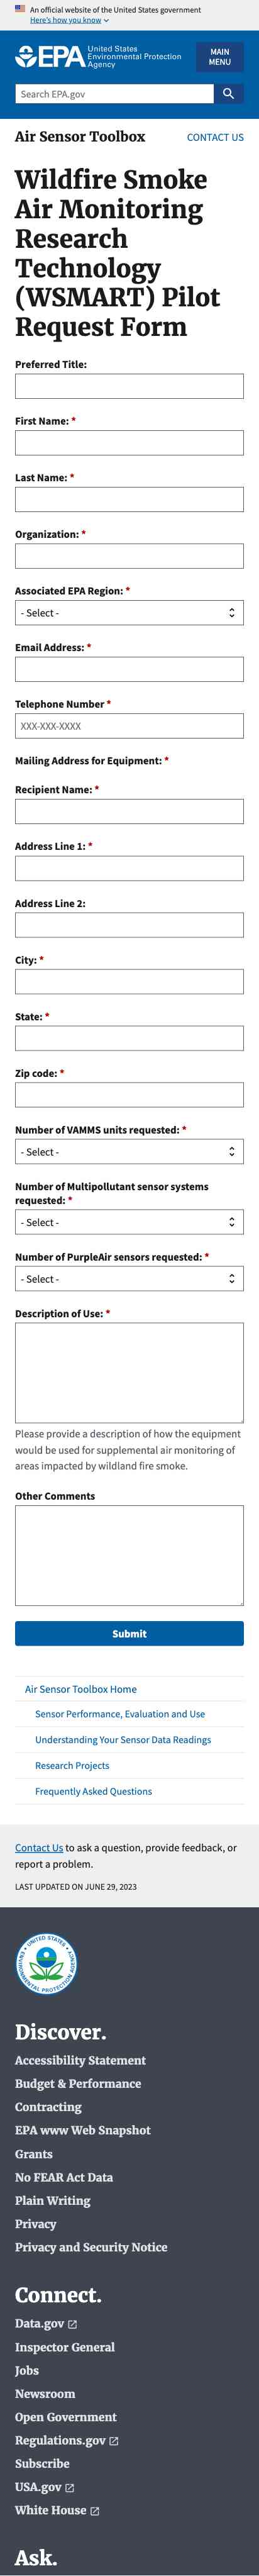 An official website of the United States government
Here's how you know
EPA
United States
Environmental Protection
Agency
MAIN
MENU
Search EPA.gov
Air Sensor Toolbox
CONTACT US
Wildfire Smoke
Air Monitoring
Research
Technology
(WSMART) Pilot
Request Form
Preferred Title:
First Name: *
Last Name: *
Organization: *
Associated EPA Region: *
- Select -
Email Address: *
Telephone Number *
XXX-XXX-XXXX
Mailing Address for Equipment: *
Recipient Name: *
Address Line 1: *
Address Line 2:
City: *
State: *
Zip code: *
Number of VAMMS units requested: *
- Select -
Number of Multipollutant sensor systems
requested: *
- Select -
Number of PurpleAir sensors requested: *
- Select -
Description of Use: *
Please provide a description of how the equipment
would be used for supplemental air monitoring of
areas impacted by wildland fire smoke.
Other Comments
Submit
Air Sensor Toolbox Home
Sensor Performance, Evaluation and Use
Understanding Your Sensor Data Readings
Research Projects
Frequently Asked Questions
Contact Us to ask a question, provide feedback, or
report a problem.
LAST UPDATED ON JUNE 29, 2023
UNITED STATES
ENVIRONMENTAL PROTECTION AGENCY
Discover.
Accessibility Statement
Budget & Performance
Contracting
EPA www Web Snapshot
Grants
No FEAR Act Data
Plain Writing
Privacy
Privacy and Security Notice
Connect.
Data.gov
Inspector General
Jobs
Newsroom
Open Government
Regulations.gov
Subscribe
USA.gov
White House
Ask.